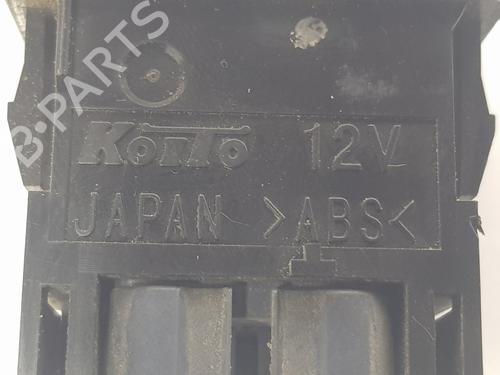 KOITO 12V
JAPAN >ABS<
B-PARTS